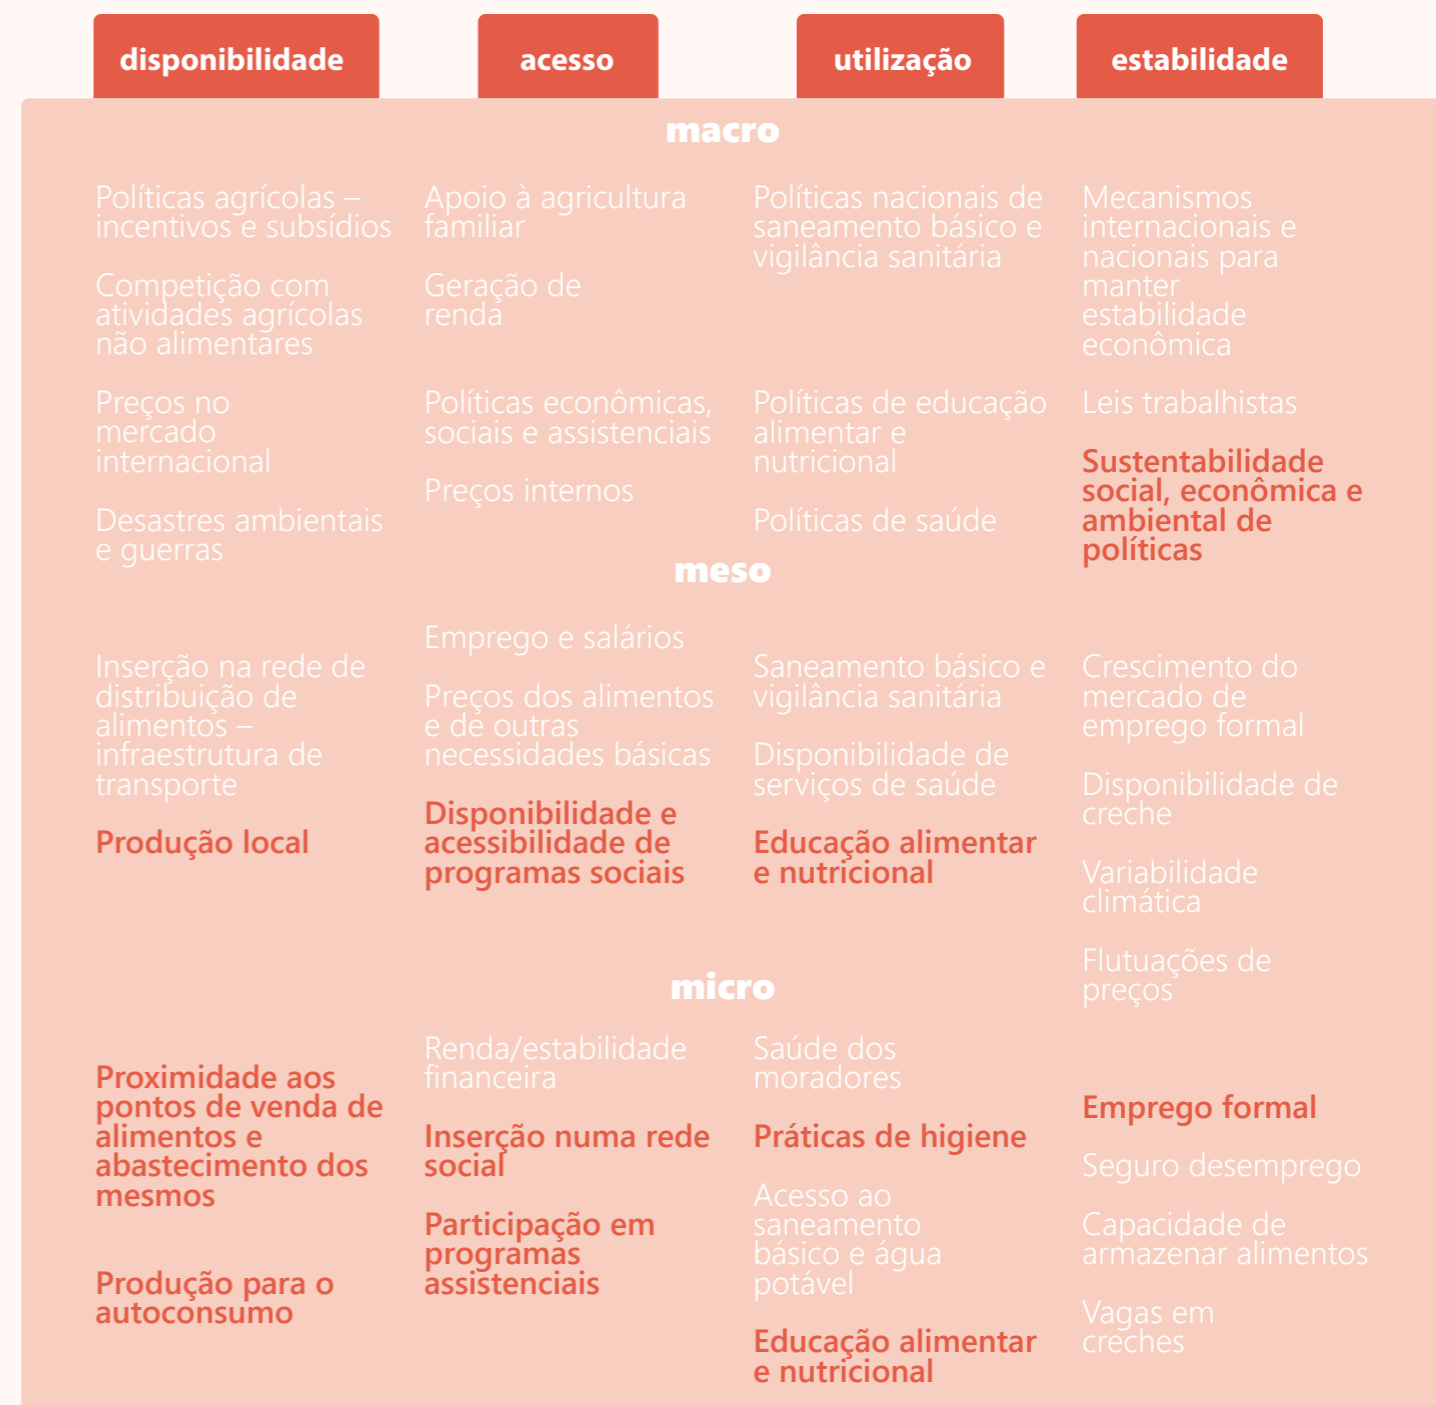 disponibilidade
acesso
utilização
estabilidade
macro
Políticas agrícolas –
incentivos e subsídios
Competição com
atividades agrícolas
não alimentares
Preços no
mercado
internacional
Desastres ambientais
e guerras
Apoio à agricultura
familiar
Geração de
renda
Políticas econômicas,
sociais e assistenciais
Preços internos
Políticas nacionais de
saneamento básico e
vigilância sanitária
Políticas de educação
alimentar e
nutricional
Políticas de saúde
Mecanismos
internacionais e
nacionais para
manter
estabilidade
econômica
Leis trabalhistas
Sustentabilidade
social, econômica e
ambiental de
políticas
meso
Inserção na rede de
distribuição de
alimentos –
infraestrutura de
transporte
Produção local
Emprego e salários
Preços dos alimentos
e de outras
necessidades básicas
Disponibilidade e
acessibilidade de
programas sociais
Saneamento básico e
vigilância sanitária
Disponibilidade de
serviços de saúde
Educação alimentar
e nutricional
Crescimento do
mercado de
emprego formal
Disponibilidade de
creche
Variabilidade
climática
Flutuações de
preços
micro
Proximidade aos
pontos de venda de
alimentos e
abastecimento dos
mesmos
Produção para o
autoconsumo
Renda/estabilidade
financeira
Inserção numa rede
social
Participação em
programas
assistenciais
Saúde dos
moradores
Práticas de higiene
Acesso ao
saneamento
básico e água
potável
Educação alimentar
e nutricional
Emprego formal
Seguro desemprego
Capacidade de
armazenar alimentos
Vagas em
creches